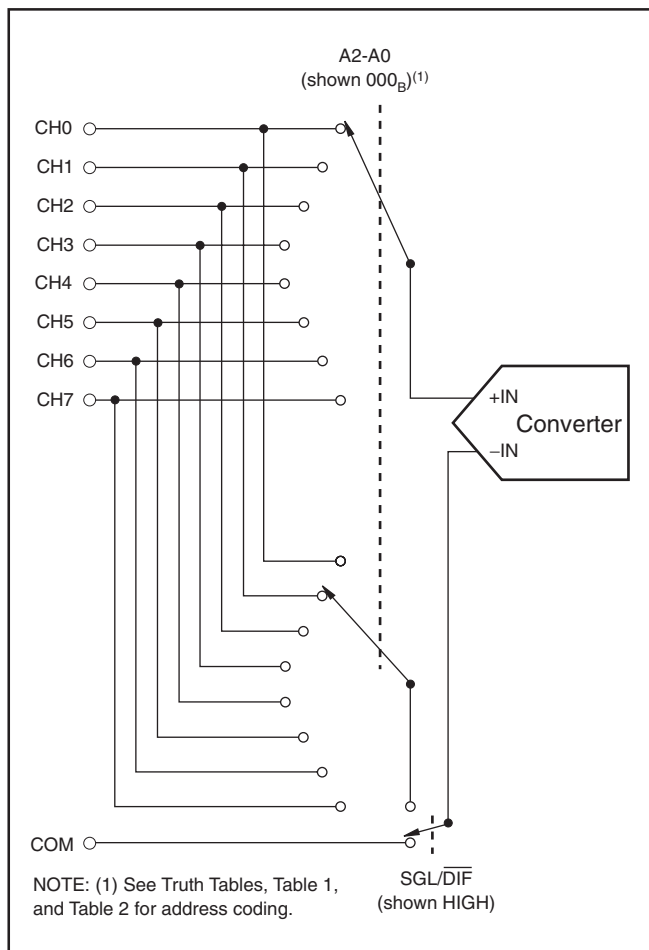 A2-A0
(shown 000B)(1)
CH0
CH1
CH2
CH3
CH4
CH5
CH6
CH7
+IN
Converter
–IN
COM
SGL/DIF
(shown HIGH)
NOTE: (1) See Truth Tables, Table 1,
and Table 2 for address coding.